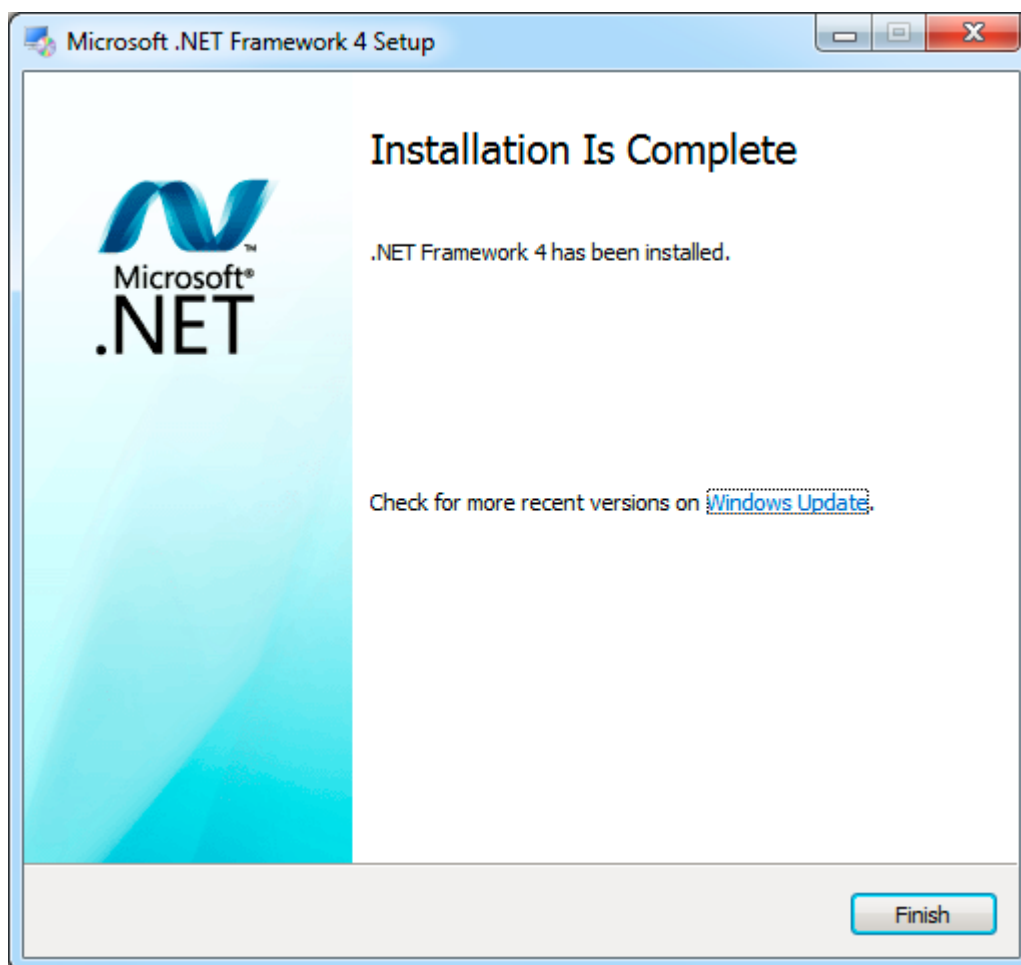 Microsoft .NET Framework 4 Setup
Installation Is Complete
.NET Framework 4 has been installed.
Microsoft®
.NET™
Check for more recent versions on Windows Update.
Finish